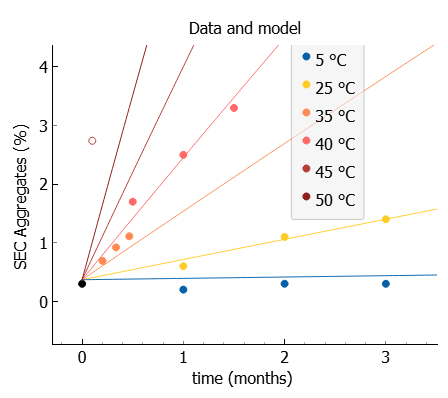 Data and model
SEC Aggregates (%)
4
3
2
1
0
5 °C
25 °C
35 °C
40 °C
45 °C
50 °C
0 1 2 3
time (months)